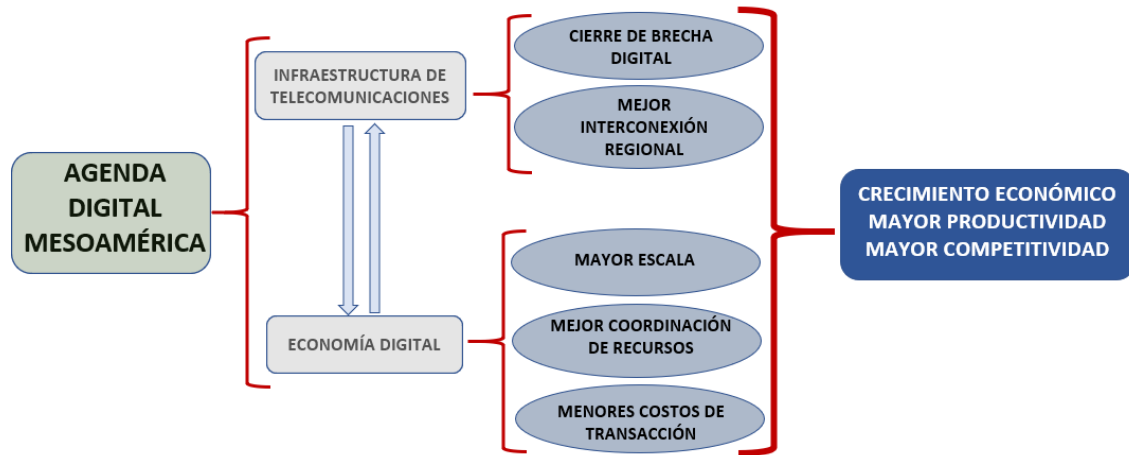 AGENDA
DIGITAL
MESOAMÉRICA
INFRAESTRUCTURA DE
TELECOMUNICACIONES
ECONOMÍA DIGITAL
CIERRE DE BRECHA
DIGITAL
MEJOR
INTERCONEXIÓN
REGIONAL
MAYOR ESCALA
MEJOR COORDINACIÓN
DE RECURSOS
MENORES COSTOS DE
TRANSACCIÓN
CRECIMIENTO ECONÓMICO
MAYOR PRODUCTIVIDAD
MAYOR COMPETITIVIDAD